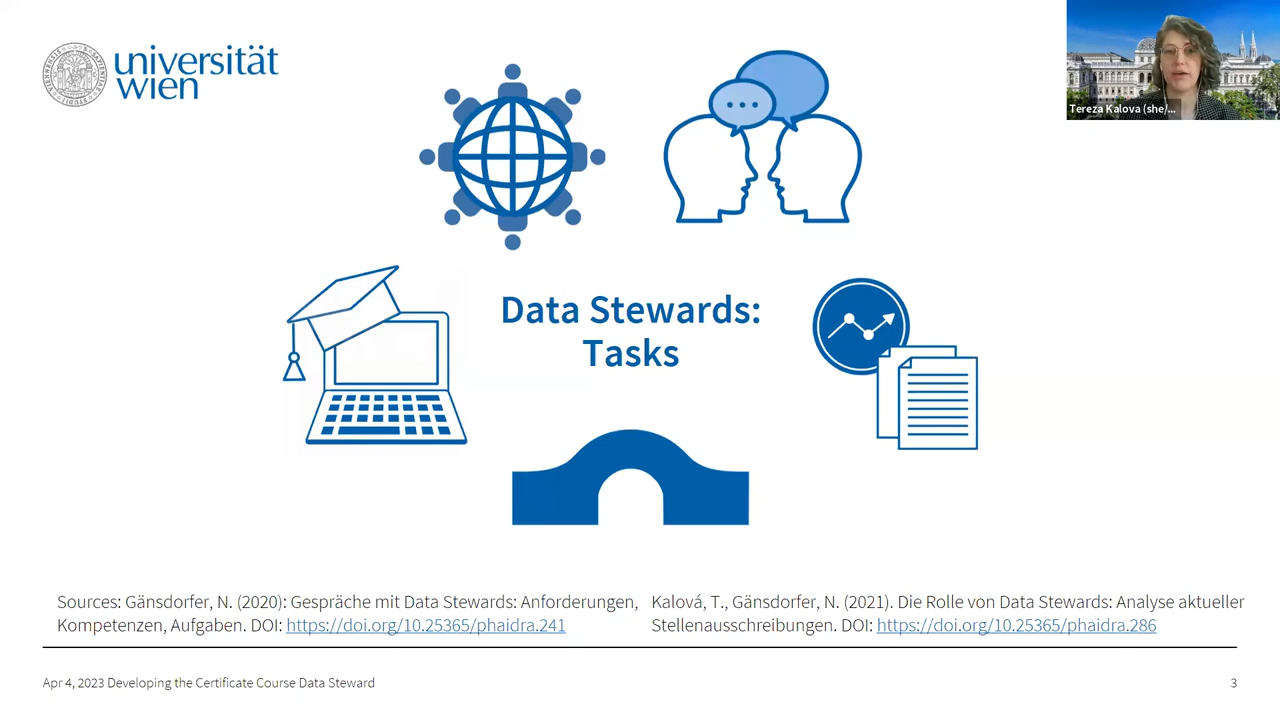 universität
wien
Tereza Kalova (she/...
Data Stewards:
Tasks
Sources: Gänsdorfer, N. (2020): Gespräche mit Data Stewards: Anforderungen,
Kompetenzen, Aufgaben. DOI: https://doi.org/10.25365/phaidra.241
Kalová, T., Gänsdorfer, N. (2021). Die Rolle von Data Stewards: Analyse aktueller
Stellenausschreibungen. DOI: https://doi.org/10.25365/phaidra.286
Apr 4, 2023 Developing the Certificate Course Data Steward
3